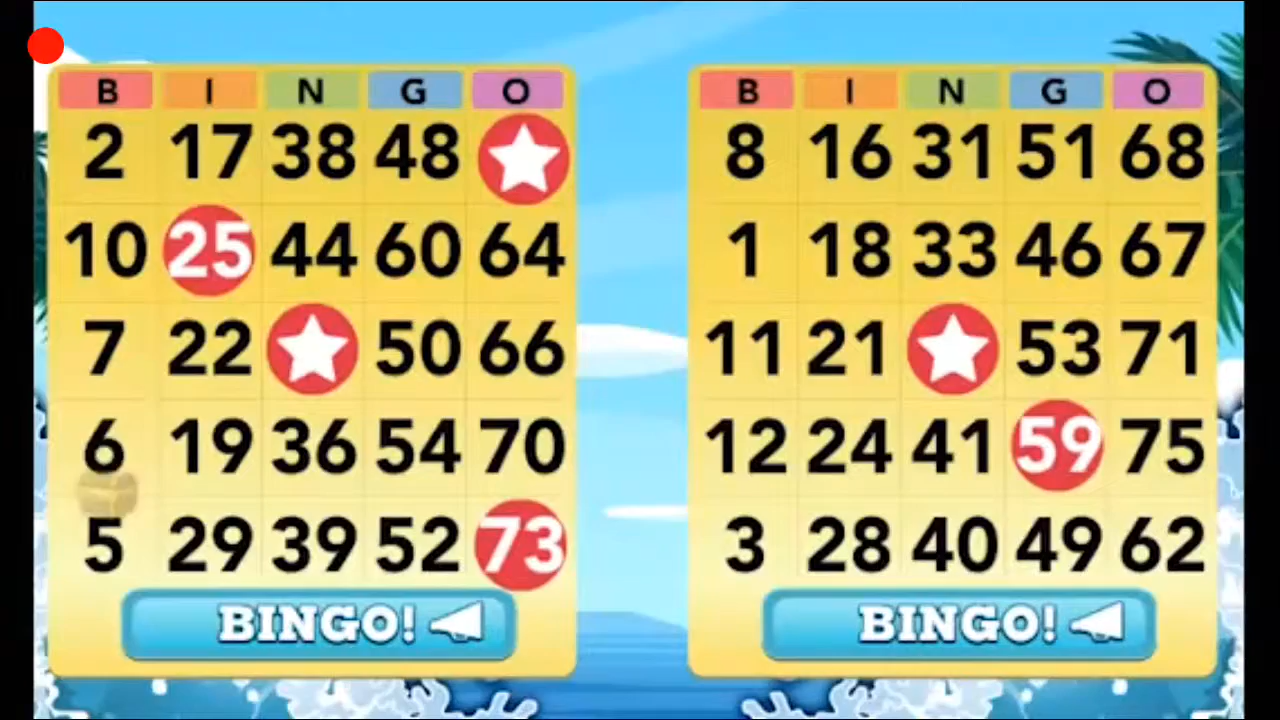 B I N G O
2 17 38 48
10 25 44 60 64
7 22 50 66
6 19 36 54 70
5 29 39 52 73
BINGO!
B I N G O
8 16 31 51 68
1 18 33 46 67
11 21 53 71
12 24 41 59 75
3 28 40 49 62
BINGO!